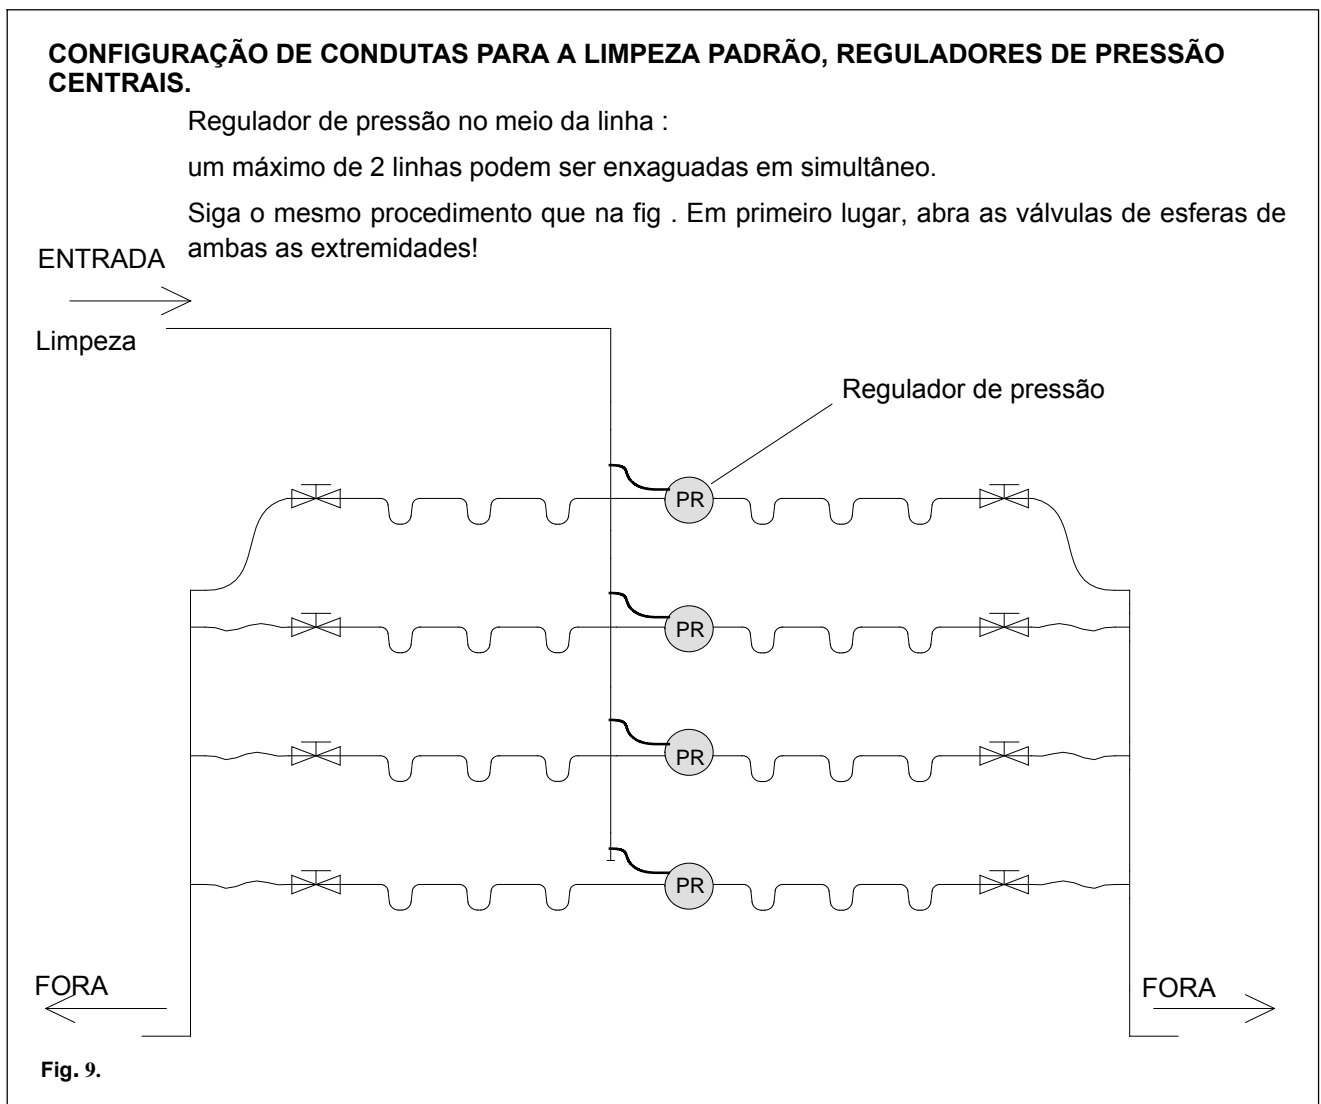 CONFIGURAÇÃO DE CONDUTAS PARA A LIMPEZA PADRÃO, REGULADORES DE PRESSÃO
CENTRAIS.
Regulador de pressão no meio da linha :
um máximo de 2 linhas podem ser enxaguadas em simultâneo.
Siga o mesmo procedimento que na fig . Em primeiro lugar, abra as válvulas de esferas de
ambas as extremidades!
ENTRADA
Limpeza
Regulador de pressão
PR
PR
PR
PR
FORA
FORA
Fig. 9.